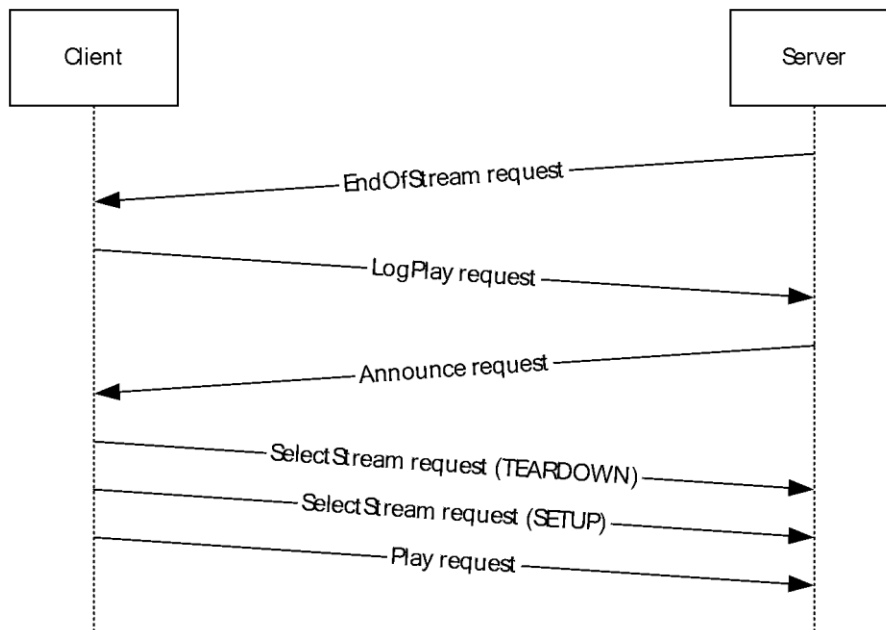 Client
Server
EndOfStream request
LogPlay request
Announce request
SelectStream request (TEARDOWN)
SelectStream request (SETUP)
Play request